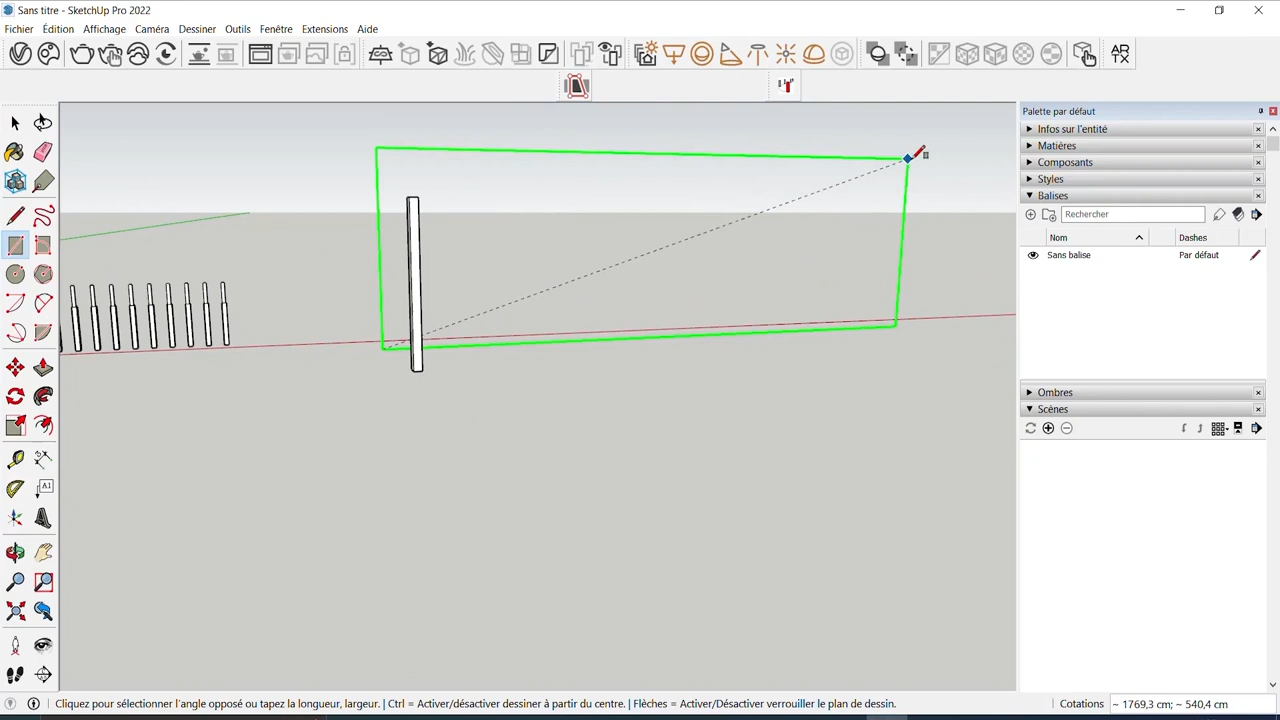 Sans titre - SketchUp Pro 2022
Fichier Édition Affichage Caméra Dessiner Outils Fenêtre Extensions Aide
AR
TX
Palette par défaut
Infos sur l'entité
Matières
Composants
Styles
Balises
Rechercher
Nom Dashes
Sans balise Par défaut
A1
Ombres
Scènes
Cliquez pour sélectionner l'angle opposé ou tapez la longueur, largeur. | Ctrl = Activer/désactiver dessiner à partir du centre. | Flèches = Activer/Désactiver verrouiller le plan de dessin. Cotations ~ 1769,3 cm; ~ 540,4 cm